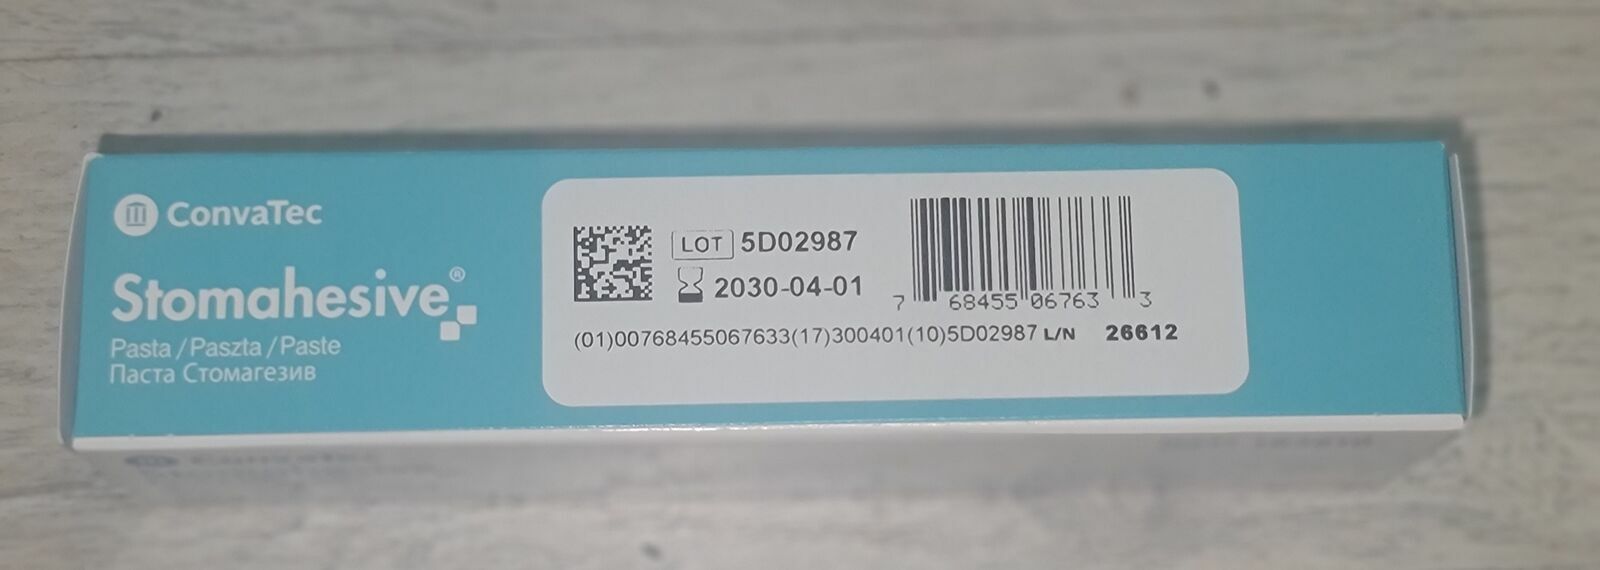 ConvaTec
Stomahesive®
Pasta / Paszta / Paste
Паста Стомагезив
LOT 5D02987
2030-04-01
7 68455 06763 3
(01)00768455067633(17)300401(10)5D02987 L/N 26612
ConvaTec